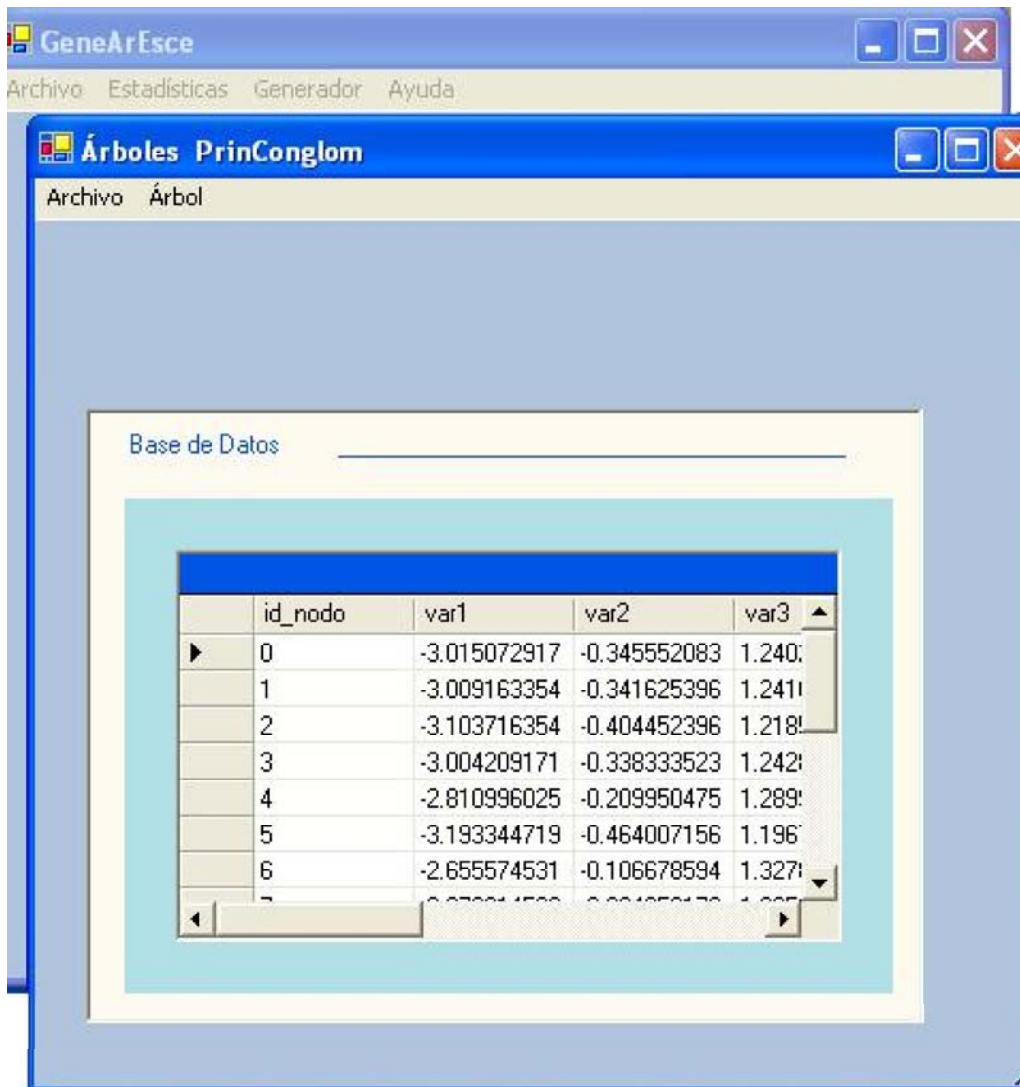 GeneArEsce
Archivo Estadísticas Generador Ayuda
Árboles PrinConglom
Archivo Árbol
Base de Datos
id_nodo var1 var2 var3
0 -3.015072917 -0.345552083
1 -3.009163354 -0.341625396
2 -3.103716354 -0.404452396
3 -3.004209171 -0.338333523
4 -2.810996025 -0.209950475
5 -3.193344719 -0.464007156
6 -2.655574531 -0.106678594